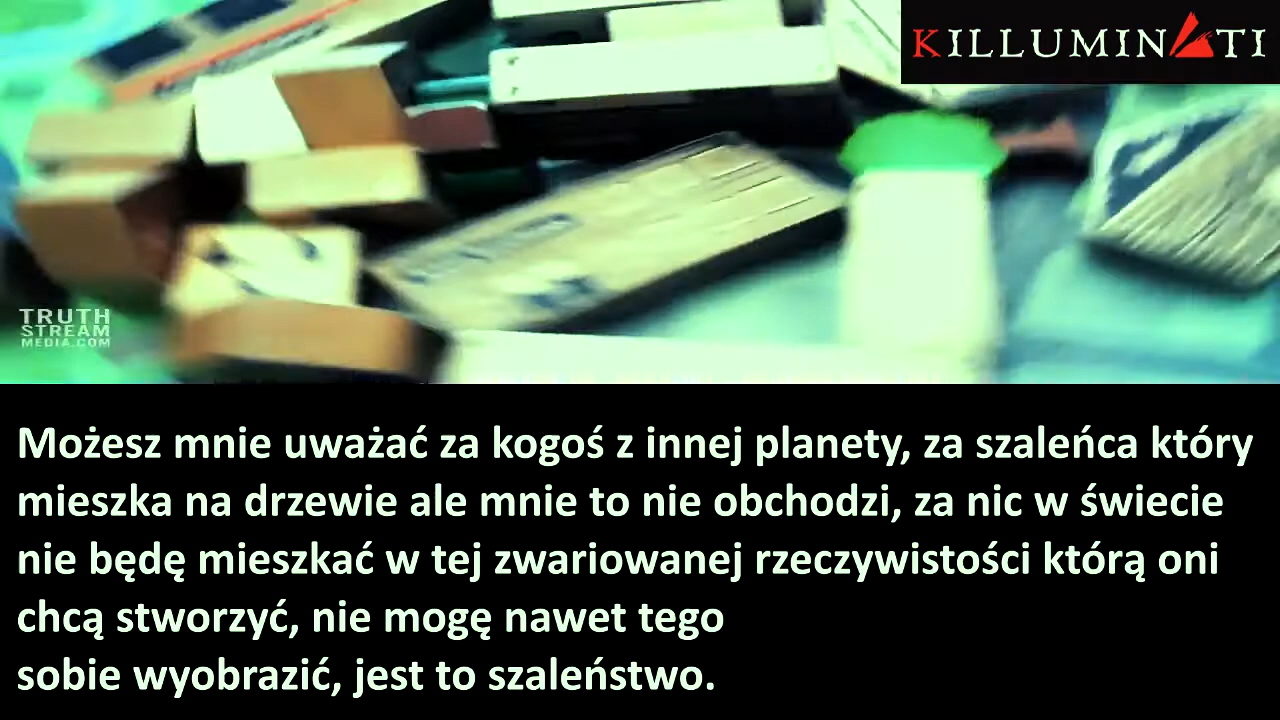 KILLUMINATI
TRUTH
STREAM
MEDIA.COM
Możesz mnie uważać za kogoś z innej planety, za szaleńca który
mieszka na drzewie ale mnie to nie obchodzi, za nic w świecie
nie będę mieszkać w tej zwariowanej rzeczywistości którą oni
chcą stworzyć, nie mogę nawet tego
sobie wyobrazić, jest to szaleństwo.